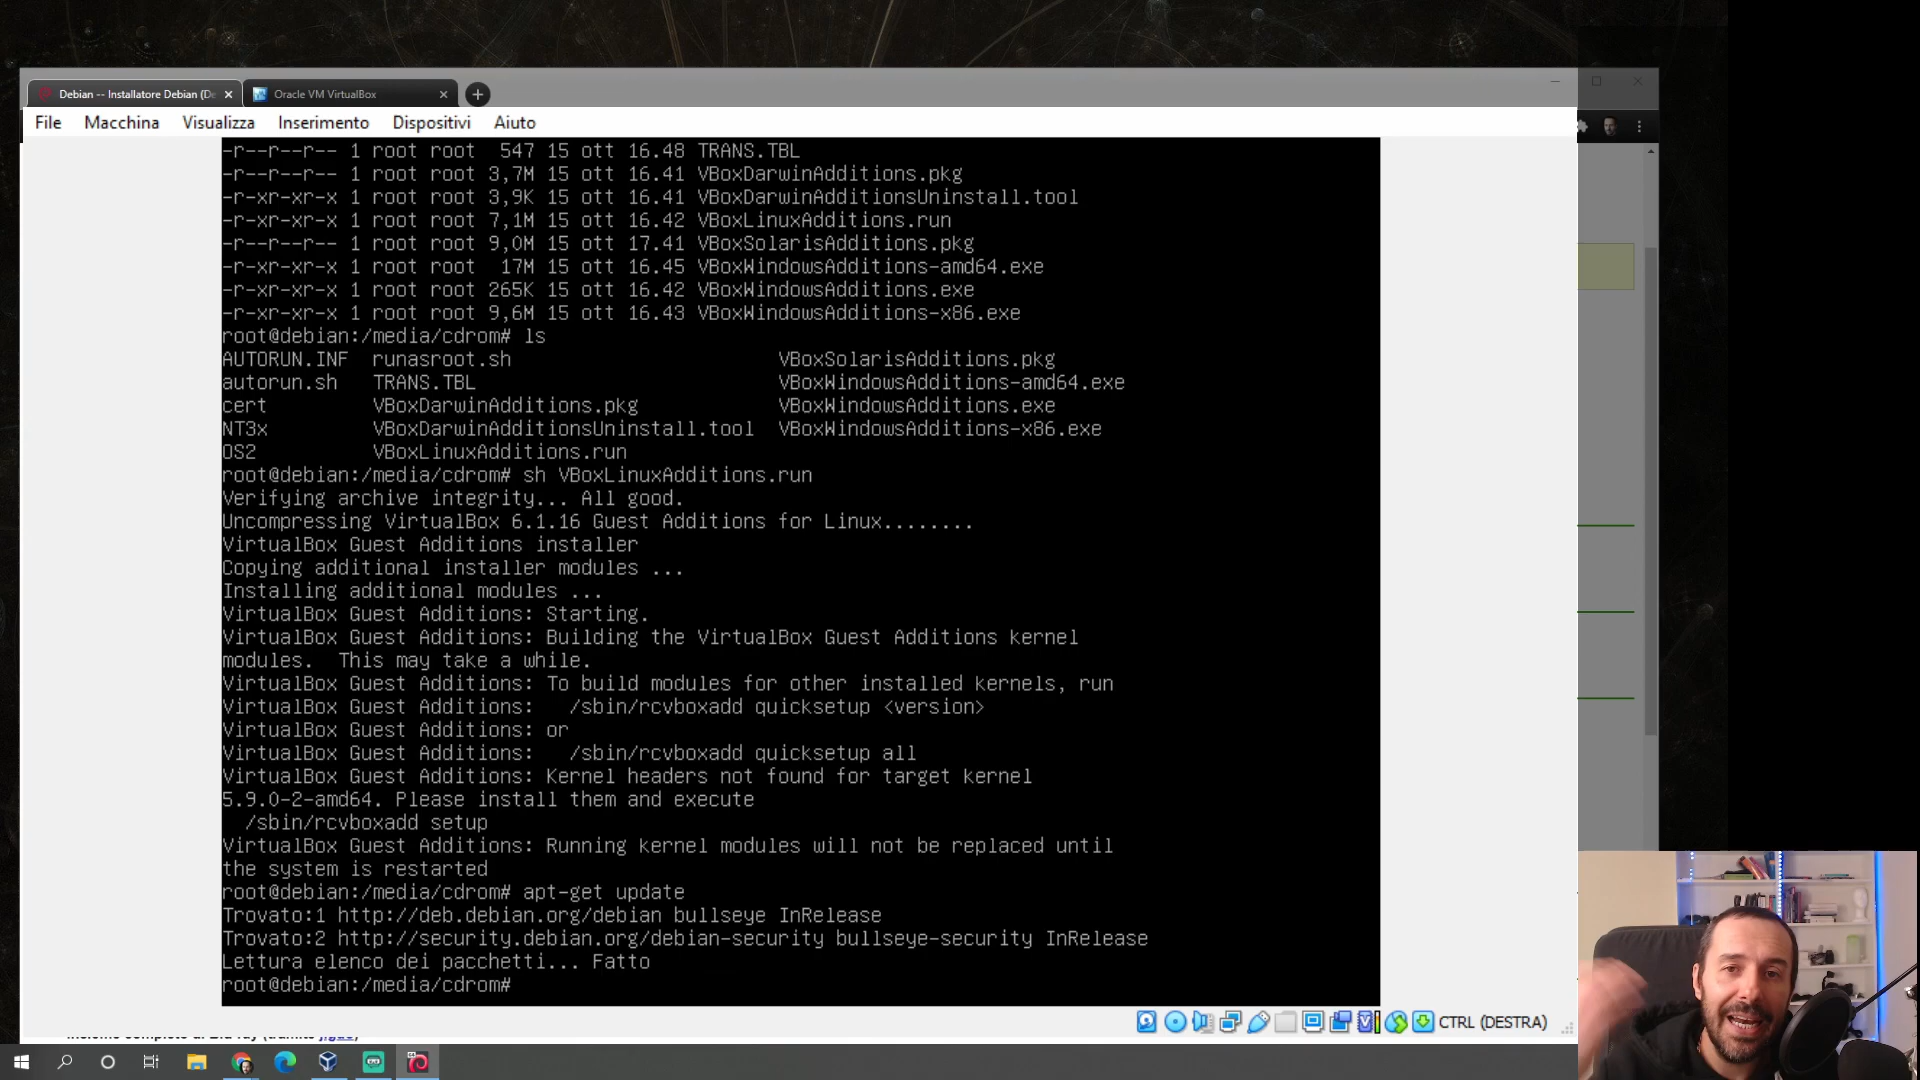 Debian -- Installatore Debian (De
Oracle VM VirtualBox
File Macchina Visualizza Inserimento Dispositivi Aiuto
-r--r--r-- 1 root root 547 15 ott 16.48 TRANS.TBL
-r--r--r-- 1 root root 3,7M 15 ott 16.41 VBoxDarwinAdditions.pkg
-r-xr-xr-x 1 root root 3,9K 15 ott 16.41 VBoxDarwinAdditionsUninstall.tool
-r-xr-xr-x 1 root root 7,1M 15 ott 16.42 VBoxLinuxAdditions.run
-r--r--r-- 1 root root 9,0M 15 ott 17.41 VBoxSolarisAdditions.pkg
-r-xr-xr-x 1 root root 17M 15 ott 16.45 VBoxWindowsAdditions-amd64.exe
-r-xr-xr-x 1 root root 265K 15 ott 16.42 VBoxWindowsAdditions.exe
-r-xr-xr-x 1 root root 9,6M 15 ott 16.43 VBoxWindowsAdditions-x86.exe
root@debian:/media/cdrom# ls
AUTORUN.INF runasroot.sh VBoxSolarisAdditions.pkg
autorun.sh TRANS.TBL VBoxWindowsAdditions-amd64.exe
cert VBoxDarwinAdditions.pkg VBoxWindowsAdditions.exe
NT3x VBoxDarwinAdditionsUninstall.tool VBoxWindowsAdditions-x86.exe
OS2 VBoxLinuxAdditions.run
root@debian:/media/cdrom# sh VBoxLinuxAdditions.run
Verifying archive integrity... All good.
Uncompressing VirtualBox 6.1.16 Guest Additions for Linux........
VirtualBox Guest Additions installer
Copying additional installer modules ...
Installing additional modules ...
VirtualBox Guest Additions: Starting.
VirtualBox Guest Additions: Building the VirtualBox Guest Additions kernel
modules. This may take a while.
VirtualBox Guest Additions: To build modules for other installed kernels, run
VirtualBox Guest Additions: /sbin/rcvboxadd quicksetup <version>
VirtualBox Guest Additions: or
VirtualBox Guest Additions: /sbin/rcvboxadd quicksetup all
VirtualBox Guest Additions: Kernel headers not found for target kernel
5.9.0-2-amd64. Please install them and execute
/sbin/rcvboxadd setup
VirtualBox Guest Additions: Running kernel modules will not be replaced until
the system is restarted
root@debian:/media/cdrom# apt-get update
Trovato:1 http://deb.debian.org/debian bullseye InRelease
Trovato:2 http://security.debian.org/debian-security bullseye-security InRelease
Lettura elenco dei pacchetti... Fatto
root@debian:/media/cdrom#
CTRL (DESTRA)